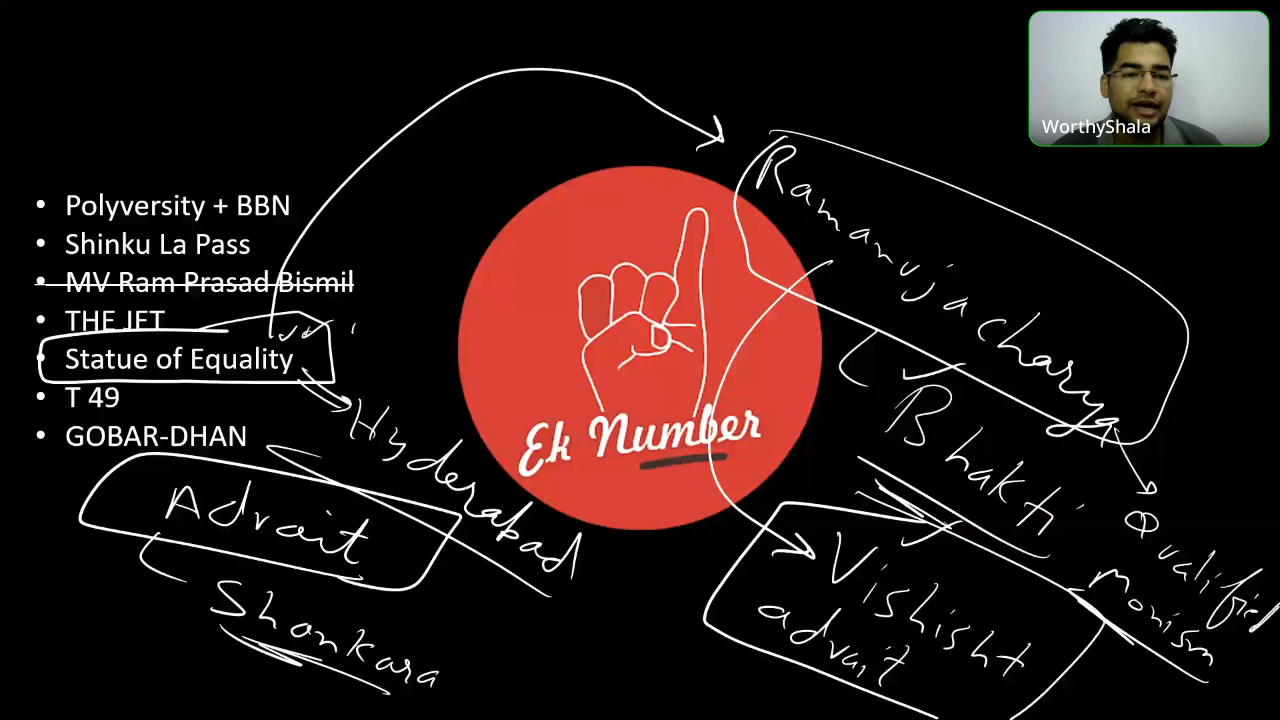 WorthyShala
Ramanujacharya
• Polyversity + BBN
• Shinku La Pass
• MV Ram Prasad Bismil
• THE JET
• Statue of Equality
• T 49
• GOBAR-DHAN
Hyderabad
Ek Number
Bhakti
Advait
Shankara
Qualified
monism
Vishisht
advait